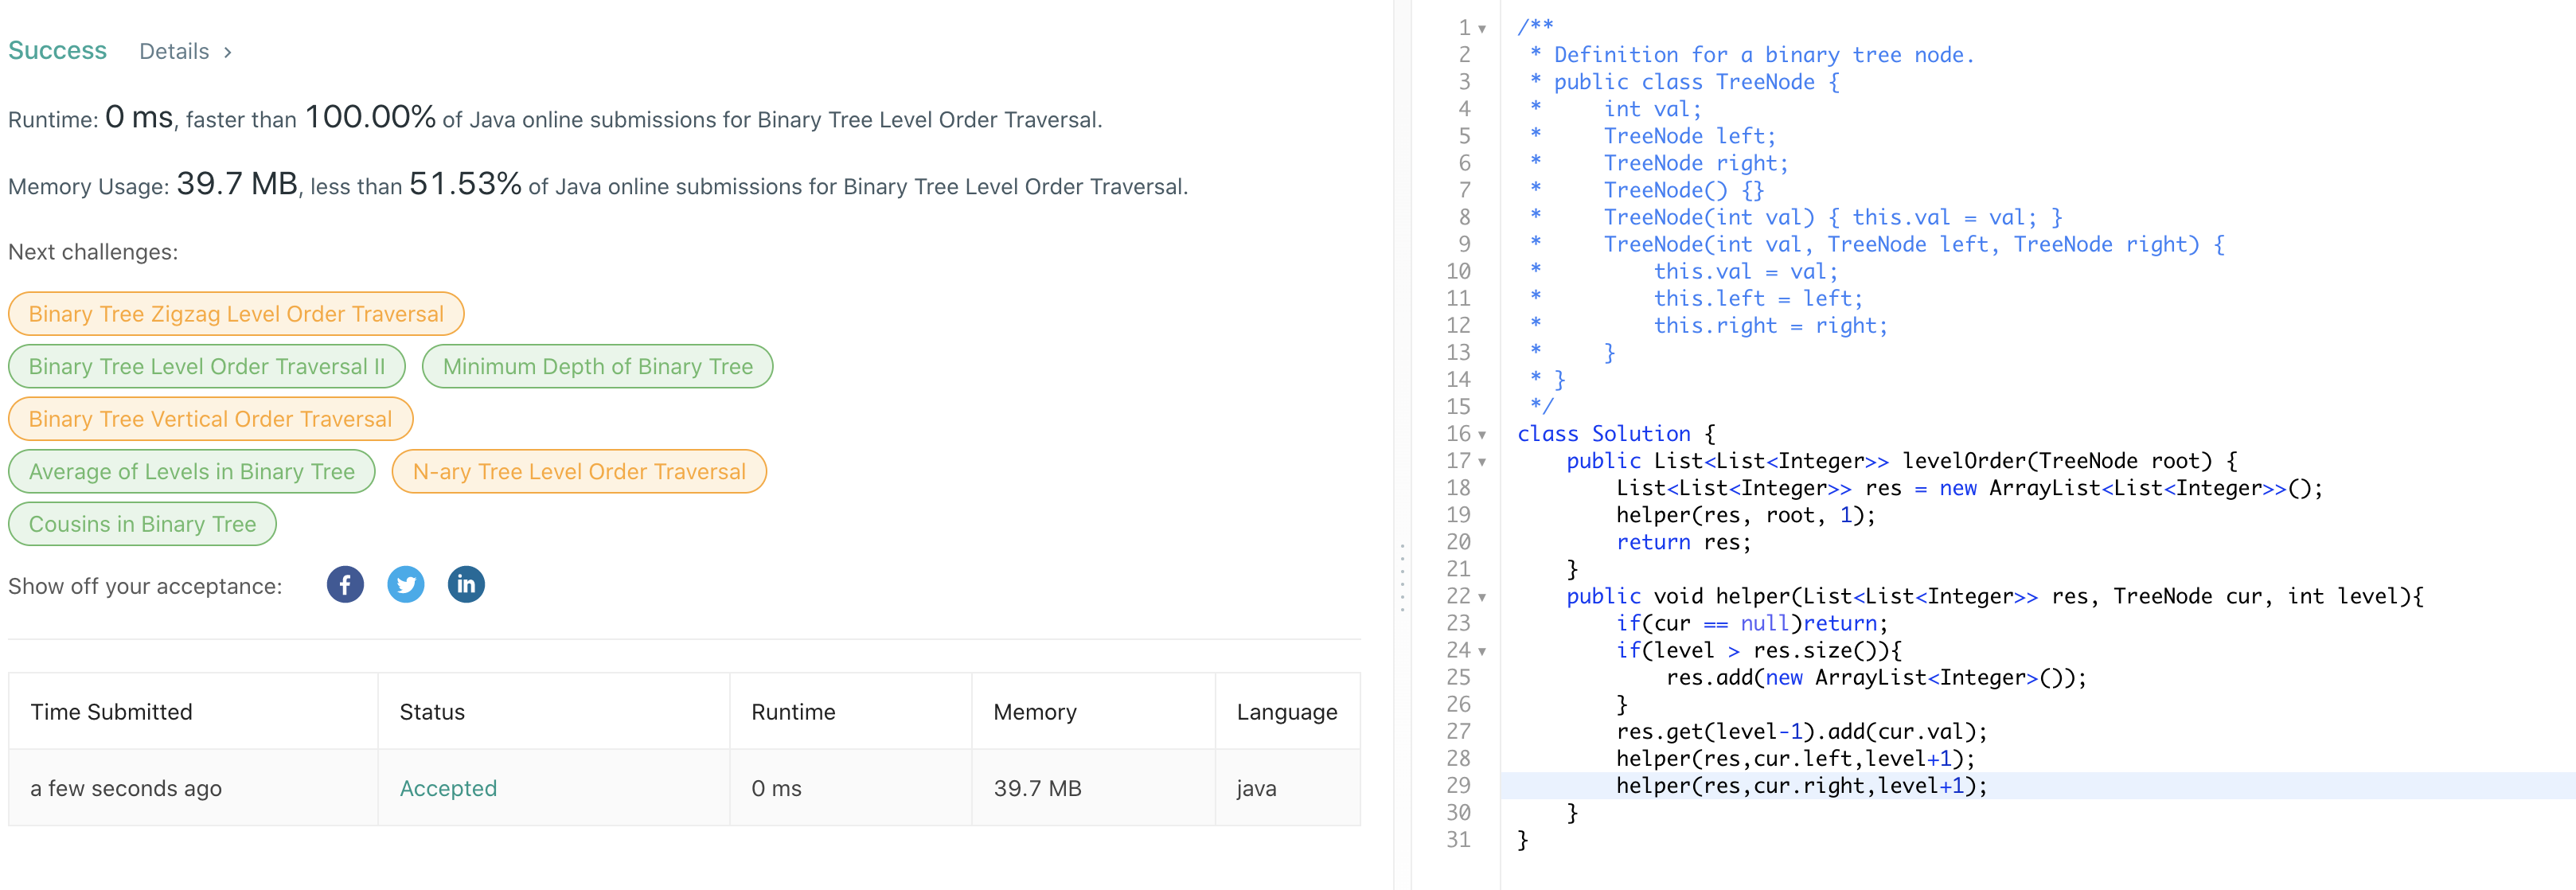 Success Details >
Runtime: 0 ms, faster than 100.00% of Java online submissions for Binary Tree Level Order Traversal.
Memory Usage: 39.7 MB, less than 51.53% of Java online submissions for Binary Tree Level Order Traversal.
Next challenges:
Binary Tree Zigzag Level Order Traversal
Binary Tree Level Order Traversal II Minimum Depth of Binary Tree
Binary Tree Vertical Order Traversal
Average of Levels in Binary Tree N-ary Tree Level Order Traversal
Cousins in Binary Tree
Show off your acceptance: f in
Time Submitted Status Runtime Memory Language
a few seconds ago Accepted 0 ms 39.7 MB java
1 /**
2  * Definition for a binary tree node.
3  * public class TreeNode {
4  *     int val;
5  *     TreeNode left;
6  *     TreeNode right;
7  *     TreeNode() {}
8  *     TreeNode(int val) { this.val = val; }
9  *     TreeNode(int val, TreeNode left, TreeNode right) {
10  *         this.val = val;
11  *         this.left = left;
12  *         this.right = right;
13  *     }
14  * }
15  */
16 class Solution {
17     public List<List<Integer>> levelOrder(TreeNode root) {
18         List<List<Integer>> res = new ArrayList<List<Integer>>();
19         helper(res, root, 1);
20         return res;
21     }
22     public void helper(List<List<Integer>> res, TreeNode cur, int level){
23         if(cur == null)return;
24         if(level > res.size()){
25             res.add(new ArrayList<Integer>());
26         }
27         res.get(level-1).add(cur.val);
28         helper(res,cur.left,level+1);
29         helper(res,cur.right,level+1);
30     }
31 }